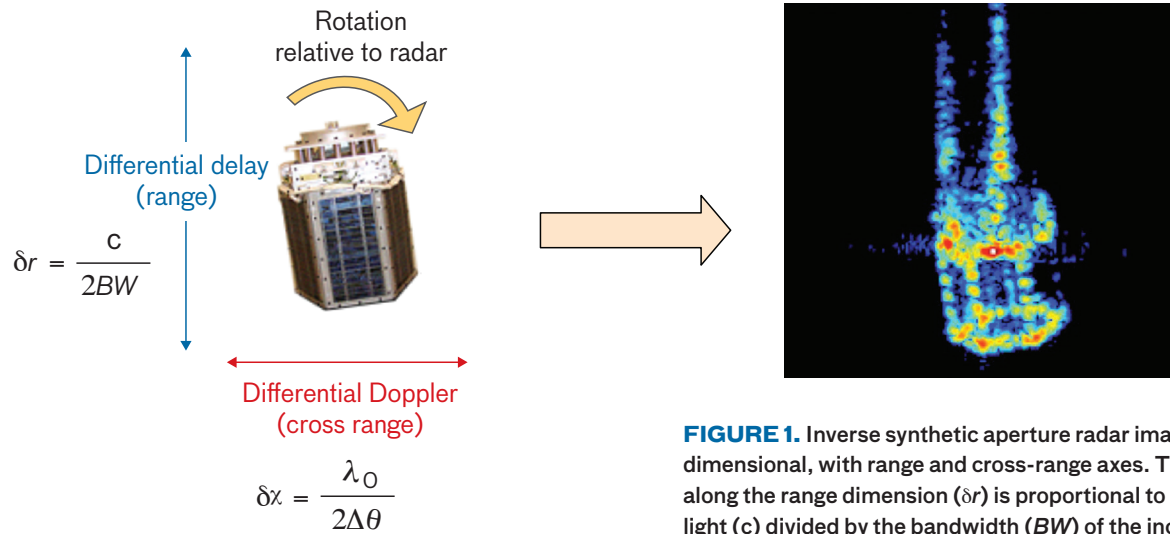 Rotation
relative to radar
Differential delay
(range)
δr = c / 2BW
Differential Doppler
(cross range)
δχ = λ₀ / 2Δθ
FIGURE 1. Inverse synthetic aperture radar ima
dimensional, with range and cross-range axes. T
along the range dimension (δr) is proportional to
light (c) divided by the bandwidth (BW) of the inc